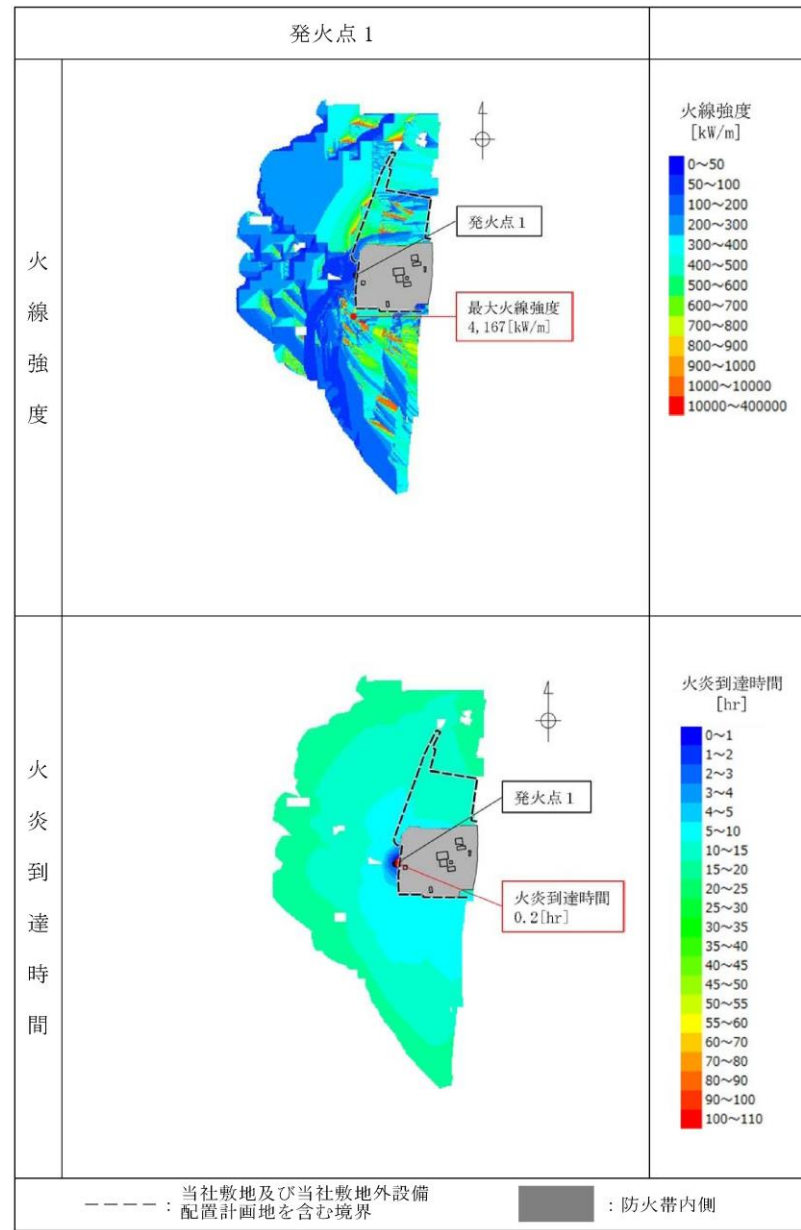 発火点1
火線強度
4
火線強度
[kW/m]
0～50
50～100
100～200
200～300
300～400
400～500
500～600
600～700
700～800
800～900
900～1000
1000～10000
10000～400000
発火点1
最大火線強度
4,167[kW/m]
火炎到達時間
4
火炎到達時間
[hr]
0～1
1～2
2～3
3～4
4～5
5～10
10～15
15～20
20～25
25～30
30～35
35～40
40～45
45～50
50～55
55～60
60～70
70～80
80～90
90～100
100～110
発火点1
火炎到達時間
0.2[hr]
：当社敷地及び当社敷地外設備
配置計画地を含む境界
：防火帯内側